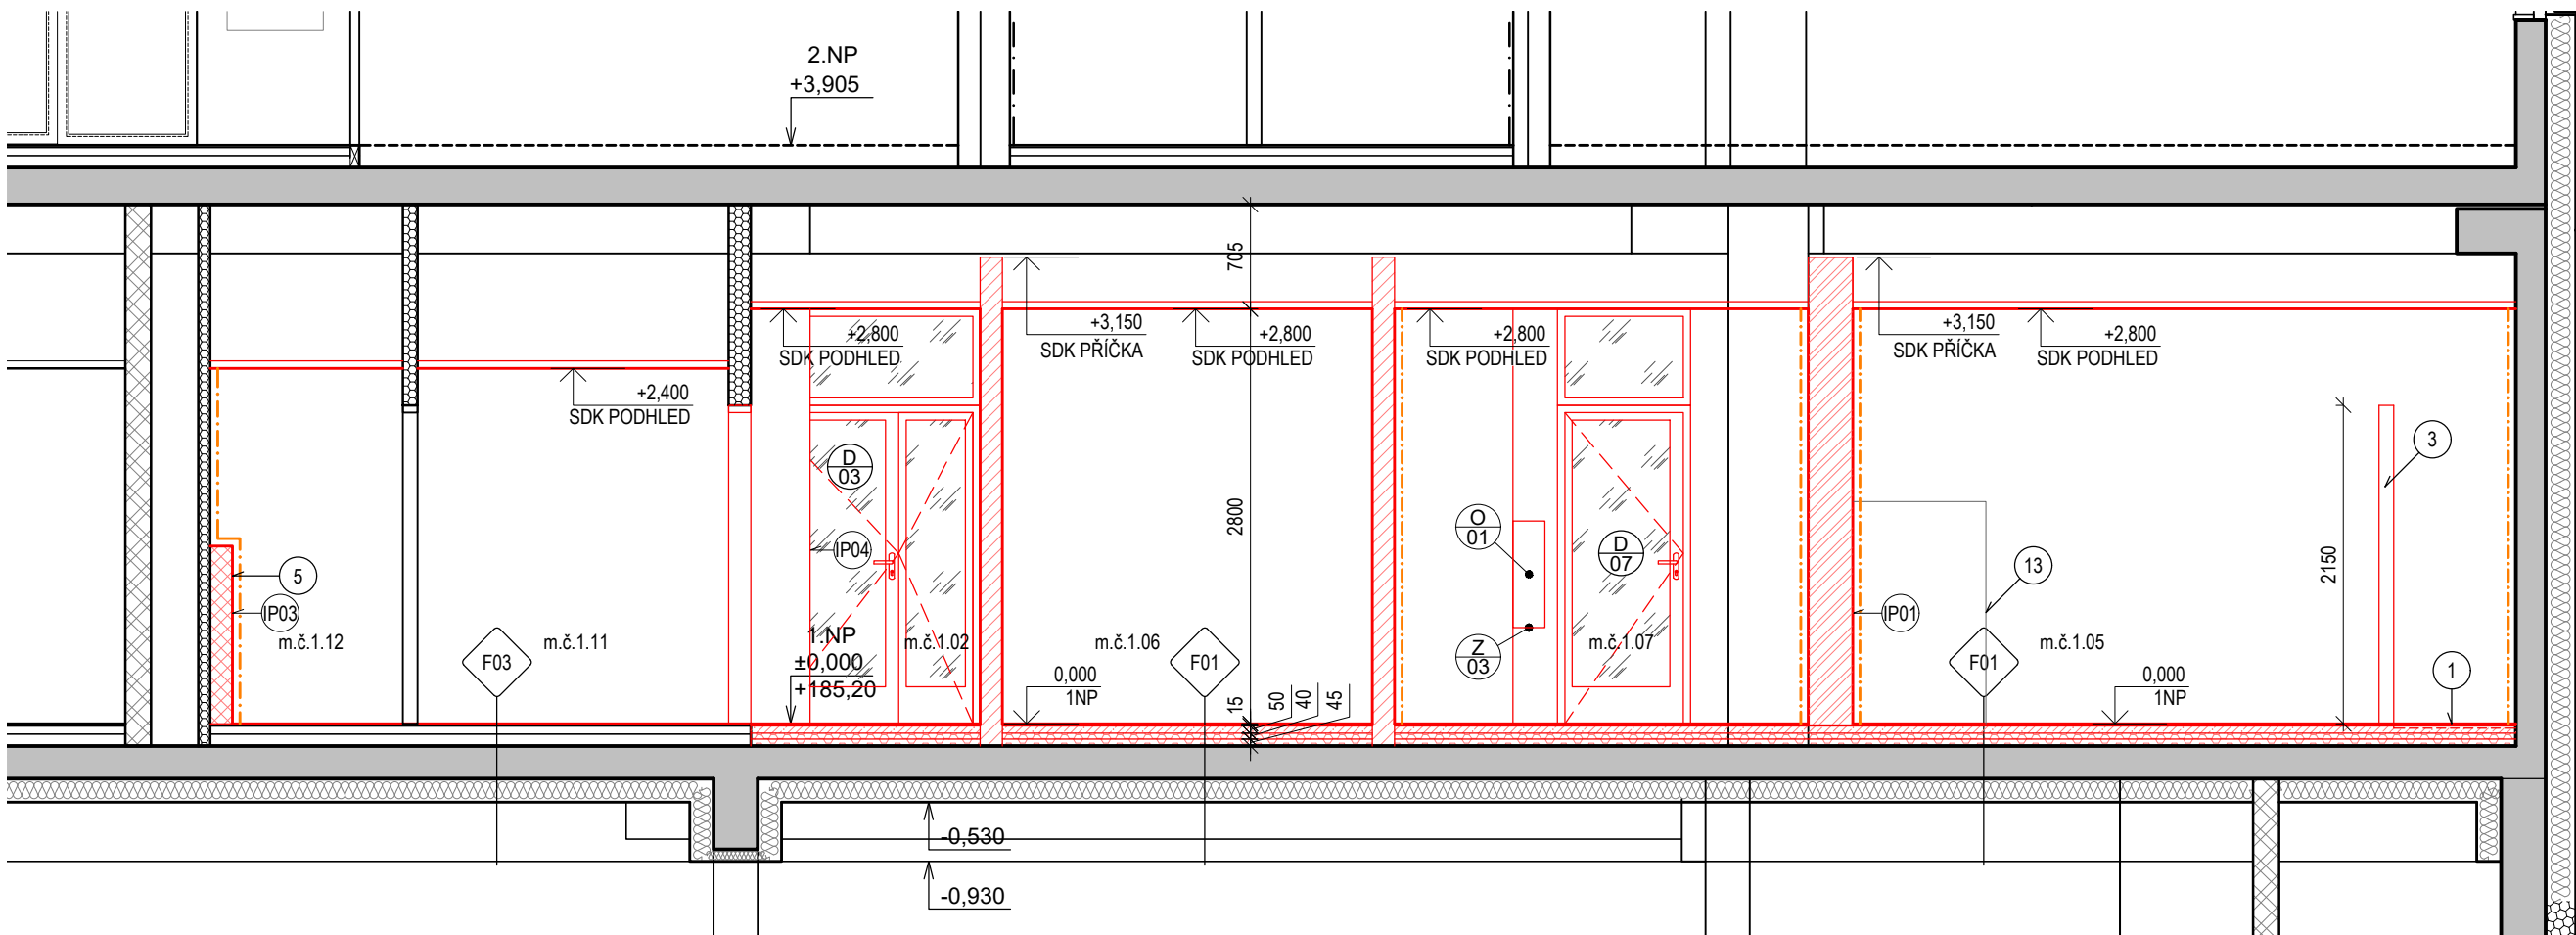 2.NP
+3,905
705
+2,800
SDK PODHLED
+3,150
SDK PŘÍČKA
+2,800
SDK PODHLED
+2,800
SDK PODHLED
+3,150
SDK PŘÍČKA
+2,800
SDK PODHLED
+2,400
SDK PODHLED
D
03
3
2800
O
01
IP04
D
07
2150
5
13
IP03
IP01
m.č.1.12
F03
m.č.1.11
1.NP
±0,000
+185,20
m.č.1.02
m.č.1.06
F01
Z
03
m.č.1.07
F01
m.č.1.05
1
0,000
1NP
0,000
1NP
15
50
40
45
-0,530
-0,930